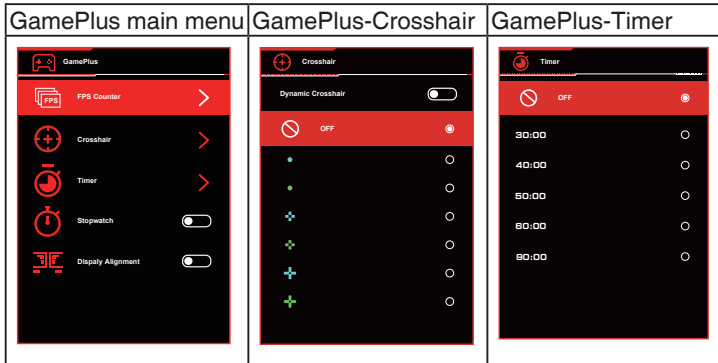 GamePlus main menu
GamePlus-Crosshair
GamePlus-Timer
GamePlus
FPS Counter
FPS
Crosshair
Timer
Stopwatch
Dispaly Alignment
Crosshair
Dynamic Crosshair
OFF
Timer
OFF
30:00
40:00
50:00
60:00
90:00